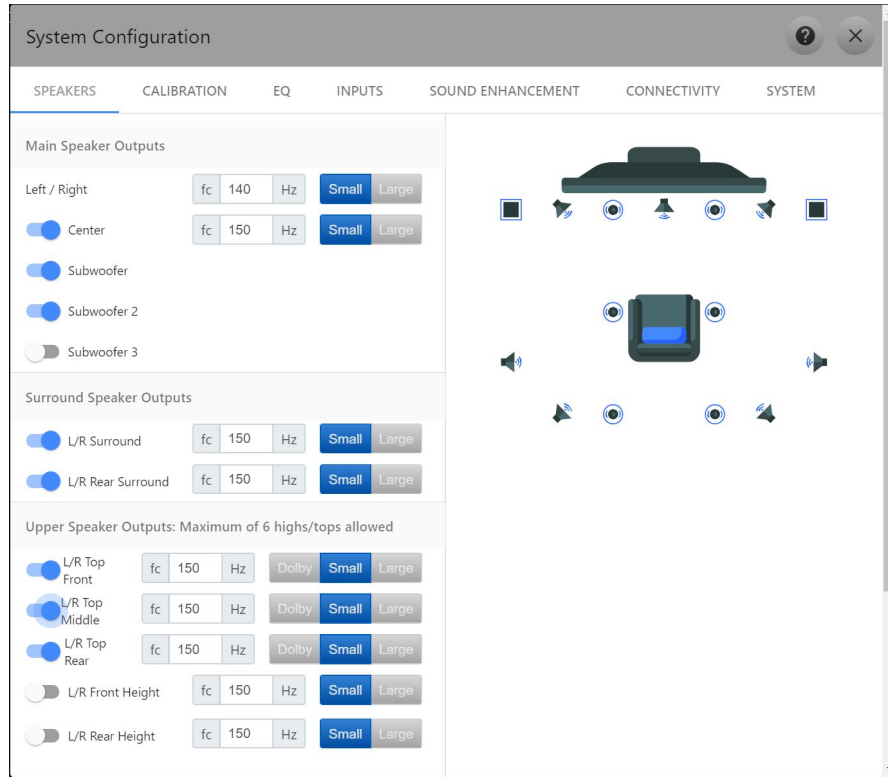 System Configuration
SPEAKERS CALIBRATION EQ INPUTS SOUND ENHANCEMENT CONNECTIVITY SYSTEM
Main Speaker Outputs
Left / Right fc 140 Hz Small Large
Center fc 150 Hz Small Large
Subwoofer
Subwoofer 2
Subwoofer 3
Surround Speaker Outputs
L/R Surround fc 150 Hz Small Large
L/R Rear Surround fc 150 Hz Small Large
Upper Speaker Outputs: Maximum of 6 highs/tops allowed
L/R Top
Front fc 150 Hz Dolby Small Large
L/R Top
Middle fc 150 Hz Dolby Small Large
L/R Top
Rear fc 150 Hz Dolby Small Large
L/R Front Height fc 150 Hz Small Large
L/R Rear Height fc 150 Hz Small Large